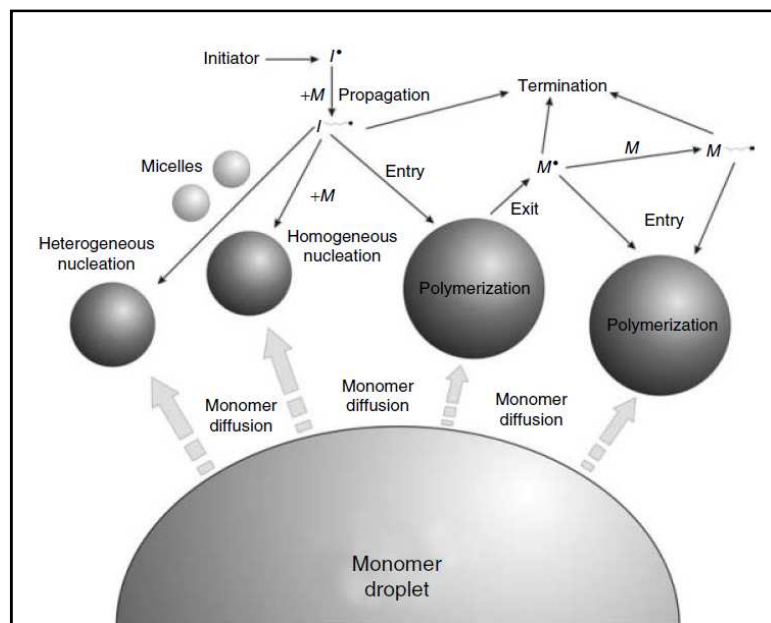 Initiator
I•
+M
Propagation
Termination
I
Micelles
Entry
M•
M
M
+M
Exit
Entry
Heterogeneous
nucleation
Homogeneous
nucleation
Polymerization
Polymerization
Monomer
diffusion
Monomer
diffusion
Monomer
diffusion
Monomer
droplet